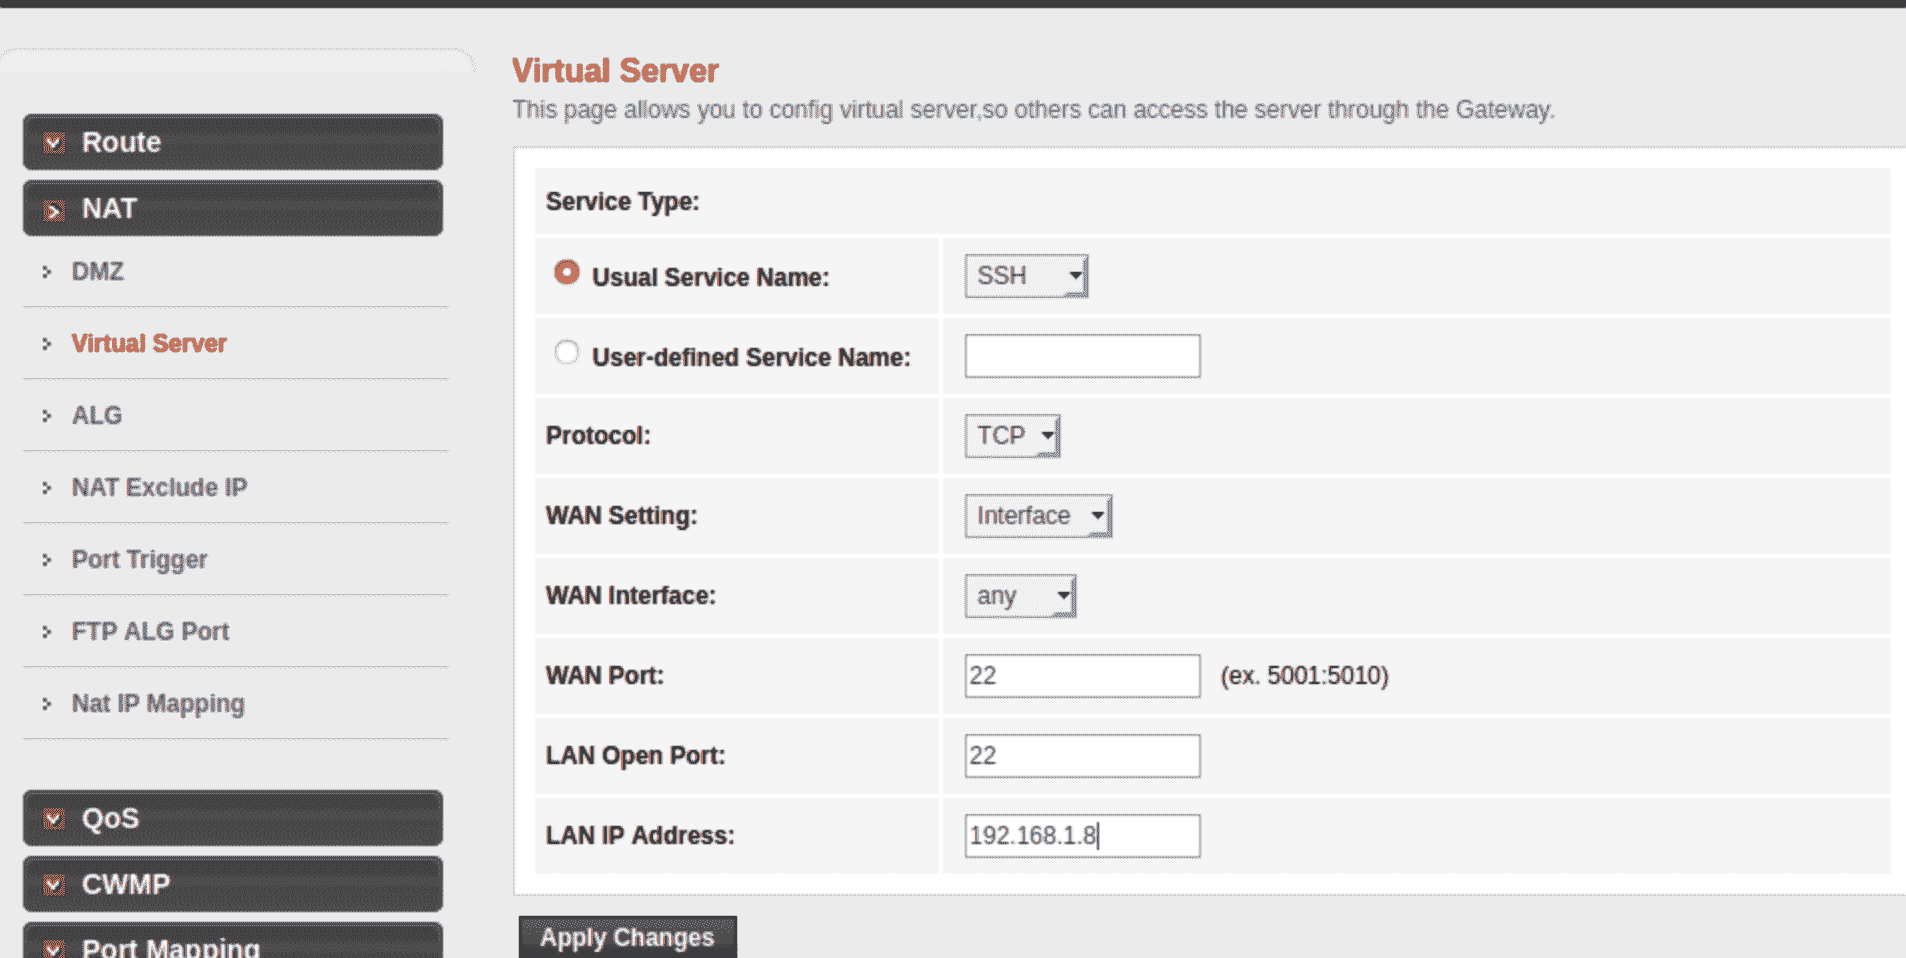 Virtual Server
This page allows you to config virtual server,so others can access the server through the Gateway.
Route
NAT
DMZ
Virtual Server
ALG
NAT Exclude IP
Port Trigger
FTP ALG Port
Nat IP Mapping
QoS
CWMP
Port Mapping
Service Type:
Usual Service Name: SSH
User-defined Service Name:
Protocol: TCP
WAN Setting: Interface
WAN Interface: any
WAN Port: 22 (ex. 5001:5010)
LAN Open Port: 22
LAN IP Address: 192.168.1.8
Apply Changes